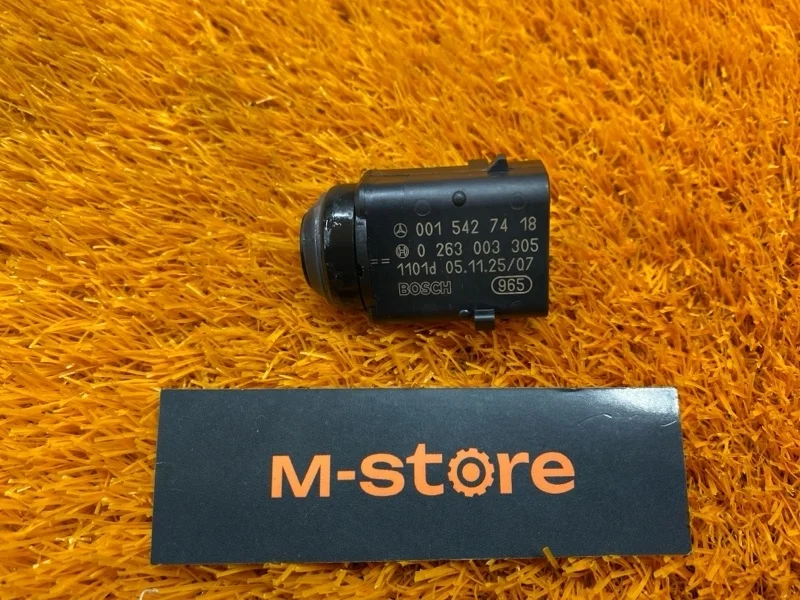 001 542 74 18
0 263 003 305
== 1101d 05.11.25/07
BOSCH 965
M-store